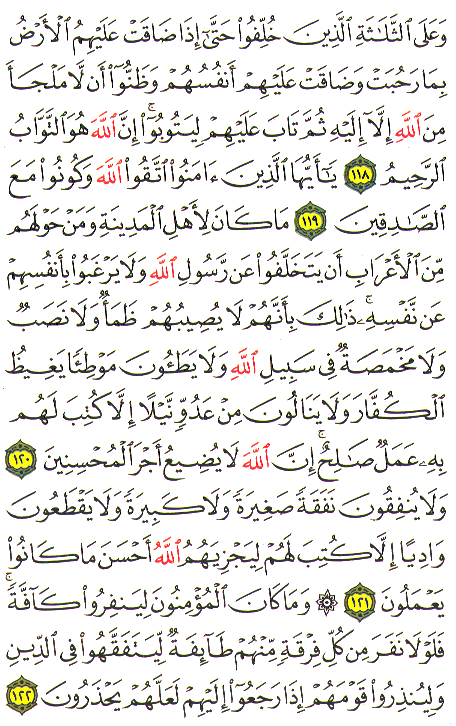 وَعَلَى ٱلثَّلَٰثَةِ ٱلَّذِينَ خُلِّفُوا۟ حَتَّىٰٓ إِذَا ضَاقَتْ عَلَيْهِمُ ٱلْأَرْضُ
بِمَا رَحُبَتْ وَضَاقَتْ عَلَيْهِمْ أَنفُسُهُمْ وَظَنُّوٓا۟ أَن لَّا مَلْجَأَ
مِنَ ٱللَّهِ إِلَّآ إِلَيْهِ ثُمَّ تَابَ عَلَيْهِمْ لِيَتُوبُوٓا۟ ۚ إِنَّ ٱللَّهَ هُوَ ٱلتَّوَّابُ
ٱلرَّحِيمُ ١١٨ يَٰٓأَيُّهَا ٱلَّذِينَ ءَامَنُوا۟ ٱتَّقُوا۟ ٱللَّهَ وَكُونُوا۟ مَعَ
ٱلصَّٰدِقِينَ ١١٩ مَا كَانَ لِأَهْلِ ٱلْمَدِينَةِ وَمَنْ حَوْلَهُم
مِّنَ ٱلْأَعْرَابِ أَن يَتَخَلَّفُوا۟ عَن رَّسُولِ ٱللَّهِ وَلَا يَرْغَبُوا۟ بِأَنفُسِهِمْ
عَن نَّفْسِهِۦ ۚ ذَٰلِكَ بِأَنَّهُمْ لَا يُصِيبُهُمْ ظَمَأٌ وَلَا نَصَبٌ
وَلَا مَخْمَصَةٌ فِى سَبِيلِ ٱللَّهِ وَلَا يَطَـُٔونَ مَوْطِئًا يَغِيظُ
ٱلْكُفَّارَ وَلَا يَنَالُونَ مِنْ عَدُوٍّ نَّيْلًا إِلَّا كُتِبَ لَهُم
بِهِۦ عَمَلٌ صَٰلِحٌ ۚ إِنَّ ٱللَّهَ لَا يُضِيعُ أَجْرَ ٱلْمُحْسِنِينَ ١٢٠
وَلَا يُنفِقُونَ نَفَقَةً صَغِيرَةً وَلَا كَبِيرَةً وَلَا يَقْطَعُونَ
وَادِيًا إِلَّا كُتِبَ لَهُمْ لِيَجْزِيَهُمُ ٱللَّهُ أَحْسَنَ مَا كَانُوا۟
يَعْمَلُونَ ١٢١ ۞ وَمَا كَانَ ٱلْمُؤْمِنُونَ لِيَنفِرُوا۟ كَآفَّةً ۚ
فَلَوْلَا نَفَرَ مِن كُلِّ فِرْقَةٍ مِّنْهُمْ طَآئِفَةٌ لِّيَتَفَقَّهُوا۟ فِى ٱلدِّينِ
وَلِيُنذِرُوا۟ قَوْمَهُمْ إِذَا رَجَعُوٓا۟ إِلَيْهِمْ لَعَلَّهُمْ يَحْذَرُونَ ١٢٢